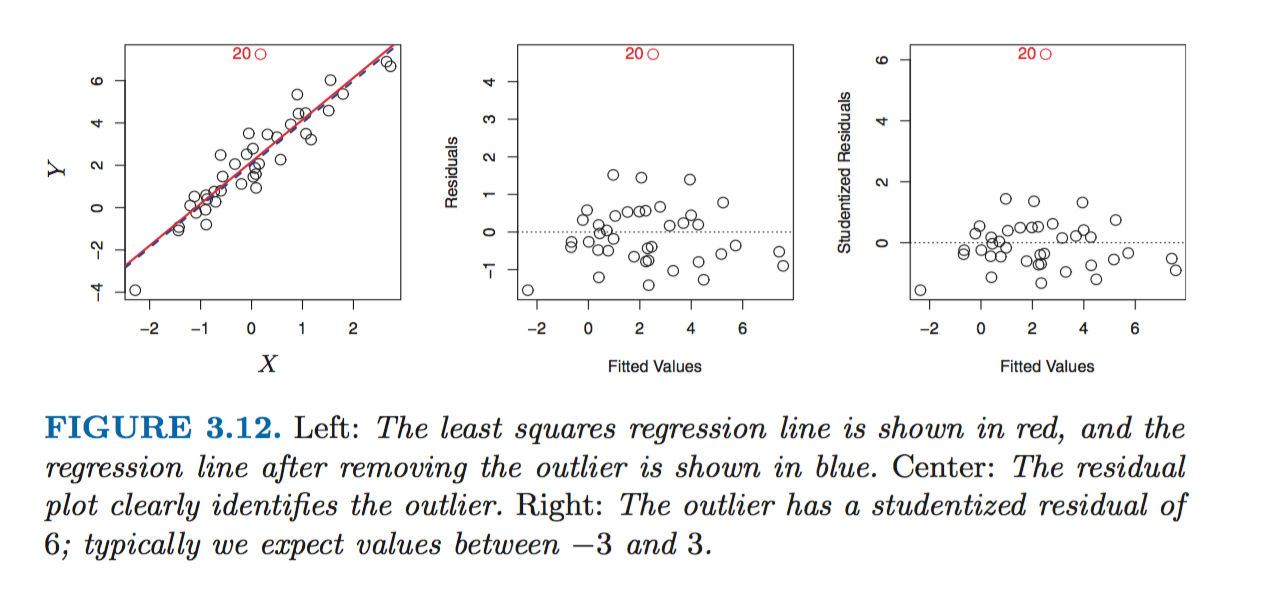 20
6
4
2
0
−2
−4
Y
−2 −1 0 1 2
X
20
4
3
2
1
0
−1
Residuals
−2 0 2 4 6
Fitted Values
20
6
4
2
0
Studentized Residuals
−2 0 2 4 6
Fitted Values
FIGURE 3.12. Left: The least squares regression line is shown in red, and the
regression line after removing the outlier is shown in blue. Center: The residual
plot clearly identifies the outlier. Right: The outlier has a studentized residual of
6; typically we expect values between −3 and 3.